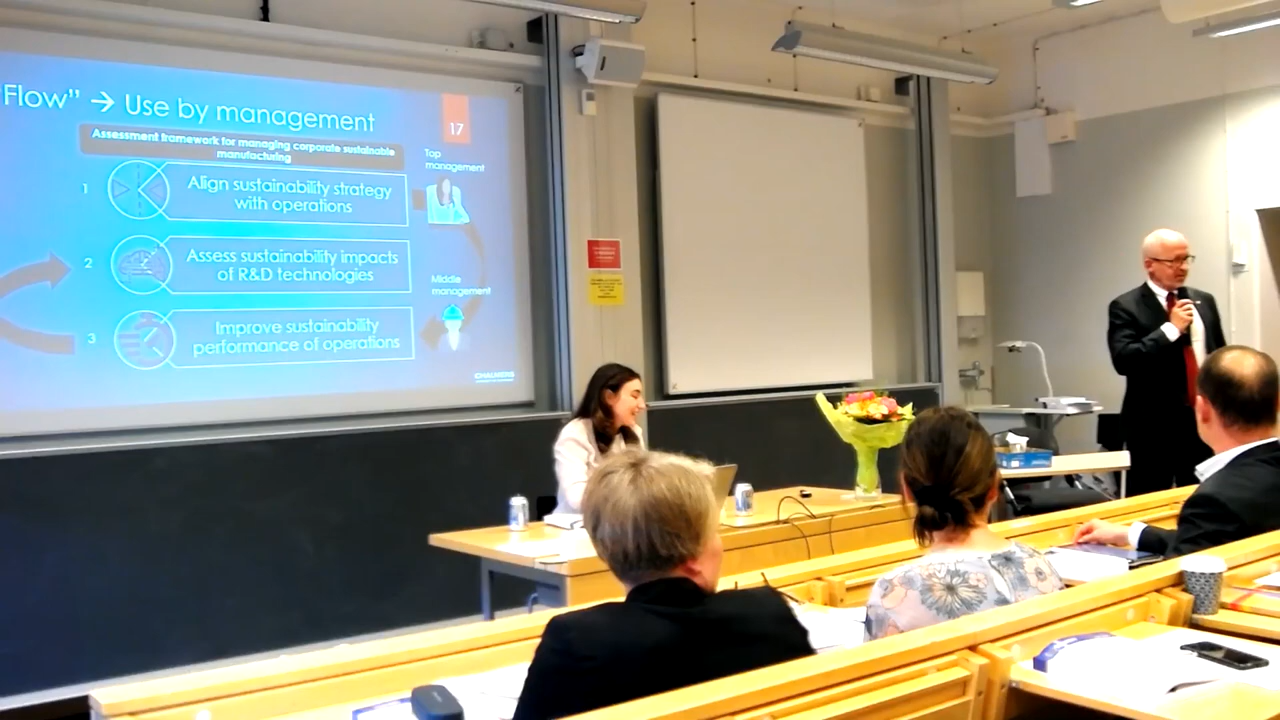 Flow” → Use by management
17
Assessment framework for managing corporate sustainable
manufacturing
Top
management
1
Align sustainability strategy
with operations
2
Assess sustainability impacts
of R&D technologies
Middle
management
3
Improve sustainability
performance of operations
CHALMERS